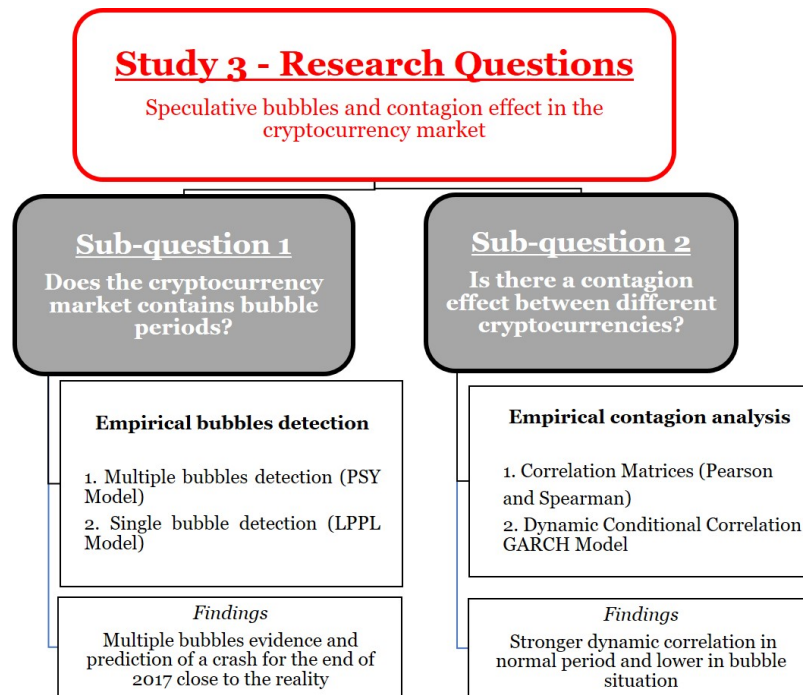 Study 3 - Research Questions
Speculative bubbles and contagion effect in the
cryptocurrency market
Sub-question 1
Does the cryptocurrency
market contains bubble
periods?
Sub-question 2
Is there a contagion
effect between different
cryptocurrencies?
Empirical bubbles detection
1. Multiple bubbles detection (PSY
Model)
2. Single bubble detection (LPPL
Model)
Empirical contagion analysis
1. Correlation Matrices (Pearson
and Spearman)
2. Dynamic Conditional Correlation
GARCH Model
Findings
Multiple bubbles evidence and
prediction of a crash for the end of
2017 close to the reality
Findings
Stronger dynamic correlation in
normal period and lower in bubble
situation